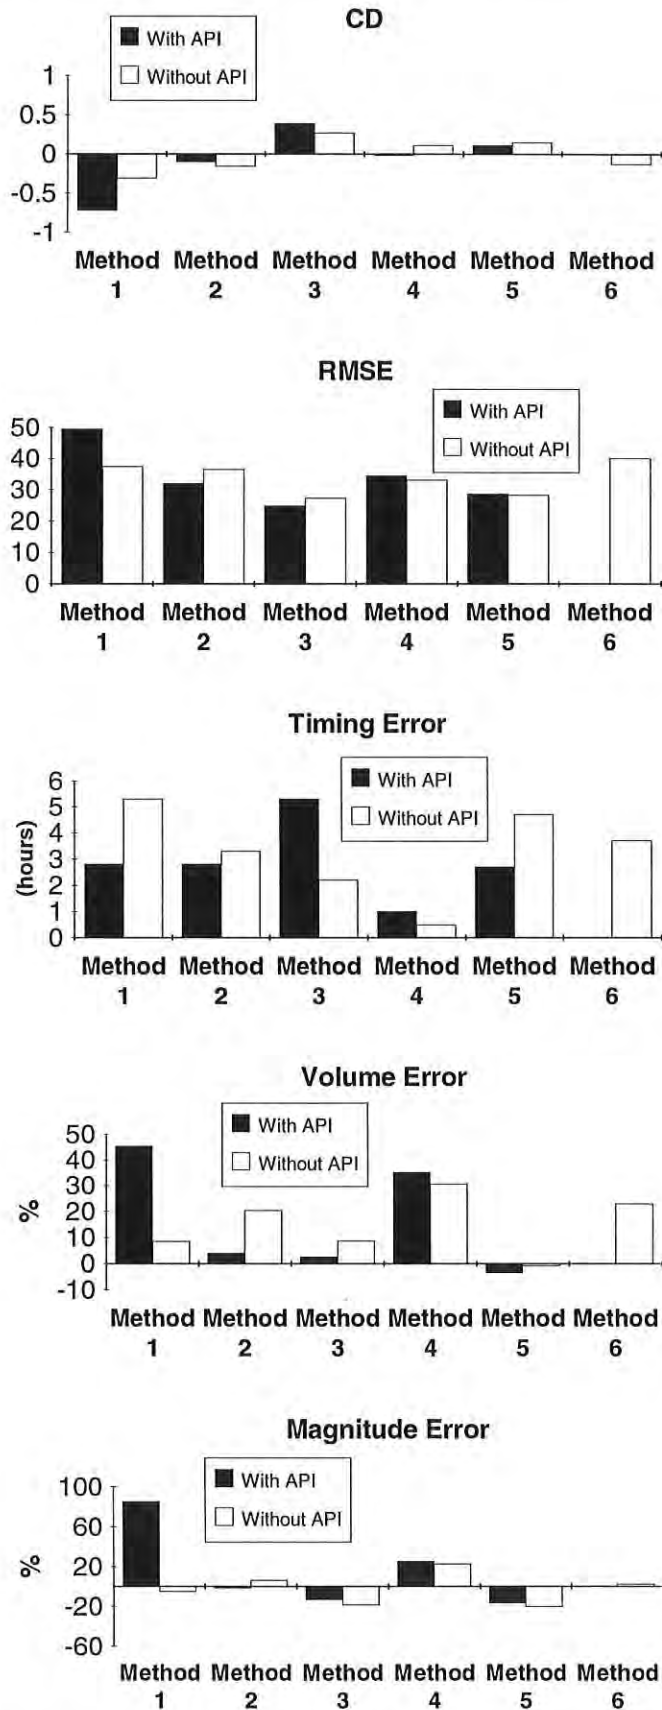 CD
With API
Without API
1
0.5
0
-0.5
-1
Method Method Method Method Method Method
1 2 3 4 5 6
RMSE
With API
Without API
50
40
30
20
10
0
Method Method Method Method Method Method
1 2 3 4 5 6
Timing Error
With API
Without API
(hours)
6
5
4
3
2
1
0
Method Method Method Method Method Method
1 2 3 4 5 6
Volume Error
With API
Without API
%
50
40
30
20
10
0
-10
Method Method Method Method Method Method
1 2 3 4 5 6
Magnitude Error
With API
Without API
%
100
60
20
-20
-60
Method Method Method Method Method Method
1 2 3 4 5 6